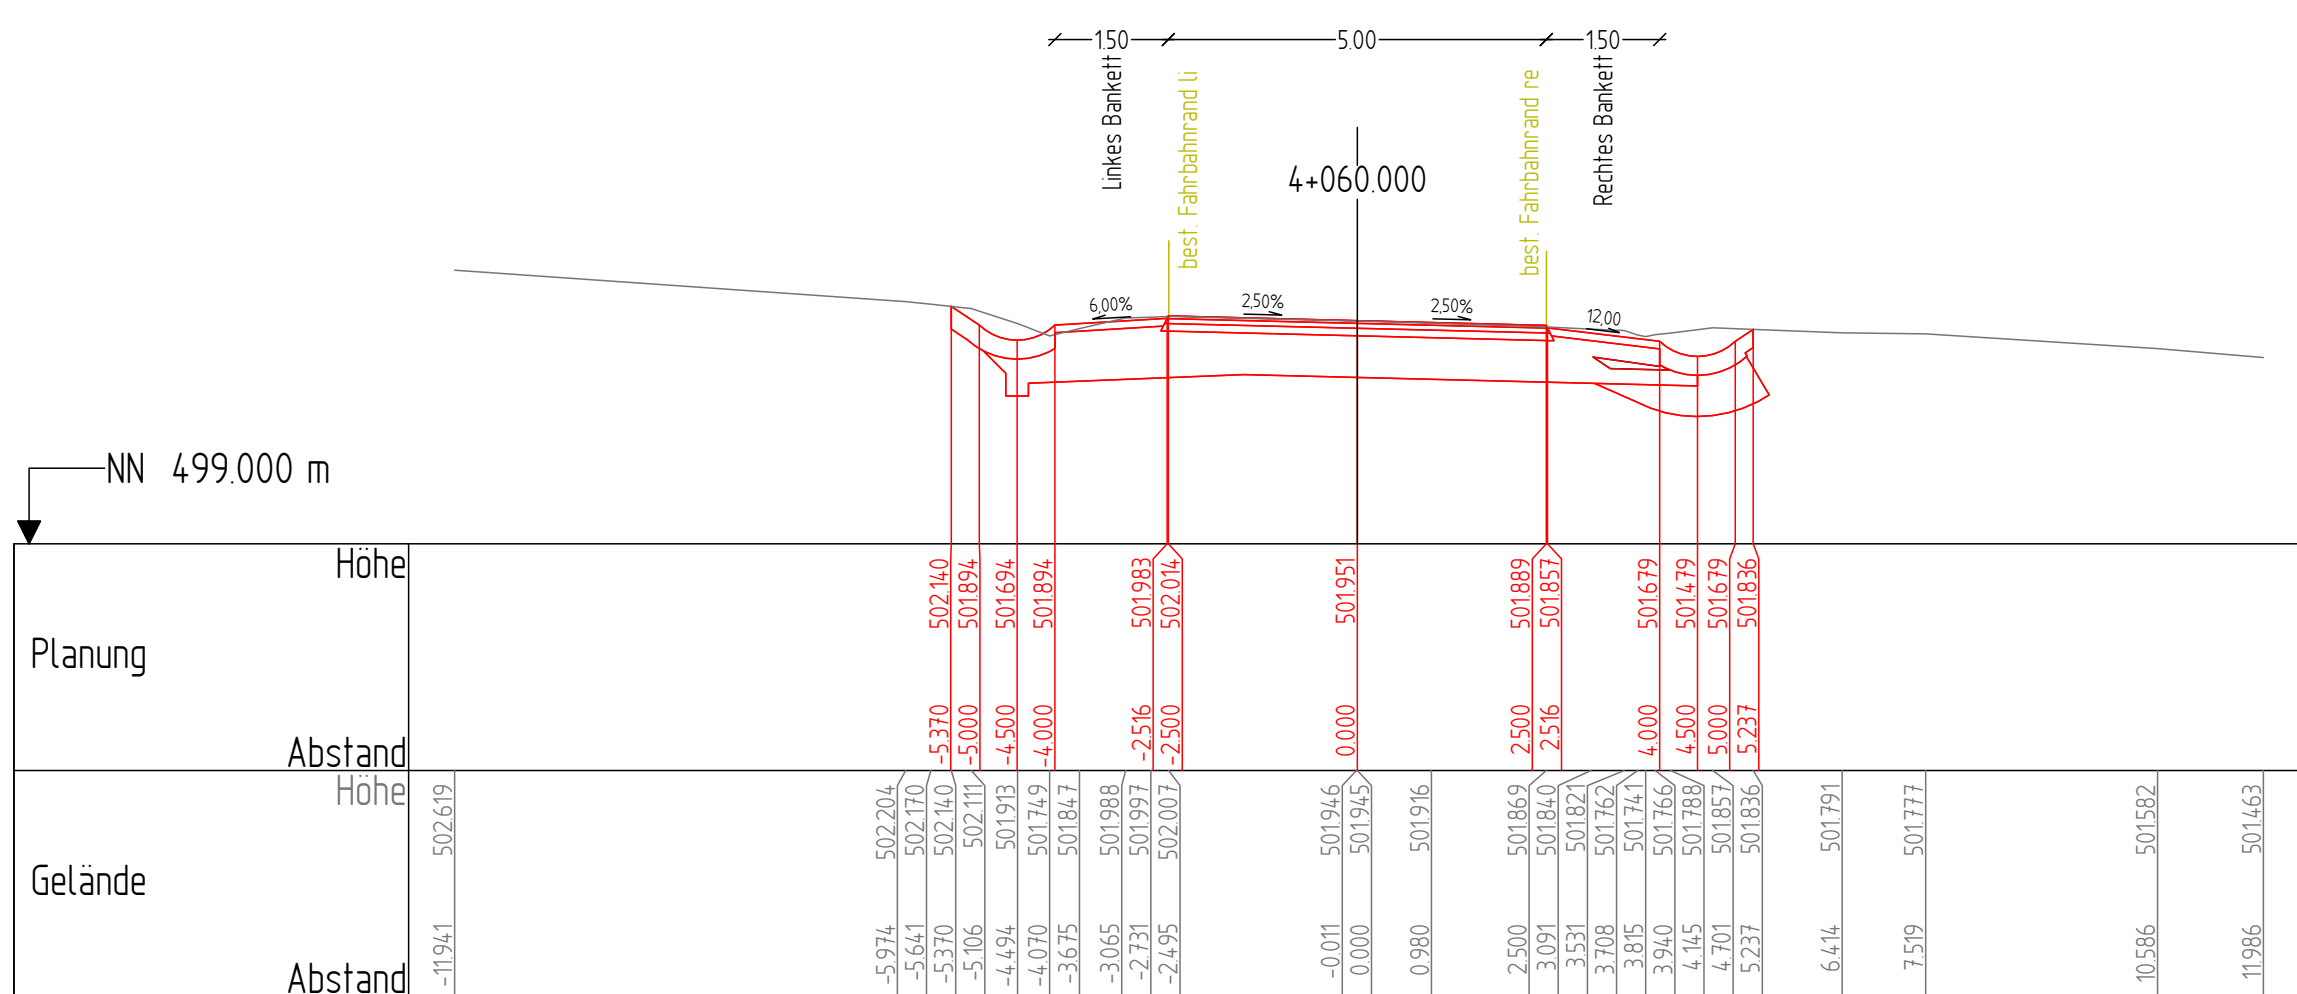 1.50 5.00 1.50
Linkes Bankett
best. Fahrbahnrand li
best. Fahrbahnrand re
Rechtes Bankett
4+060.000
6,00% 2,50% 2,50% 12,00
NN 499.000 m
Planung
Höhe
502.140 501.894 501.694 501.894 501.983 502.014 501.951 501.889 501.857 501.679 501.479 501.679 501.836
Abstand
-5.370 -5.000 -4.500 -4.000 -2.516 -2.500 0.000 2.500 2.516 4.000 4.500 5.000 5.237
Gelände
Höhe
502.619 502.204 502.170 502.140 502.111 501.913 501.749 501.847 501.988 501.997 502.007 501.946 501.945 501.916 501.869 501.840 501.821 501.762 501.741 501.766 501.788 501.857 501.836 501.791 501.777 501.582 501.463
Abstand
-11.941 -5.974 -5.641 -5.370 -5.106 -4.494 -4.070 -3.675 -3.065 -2.731 -2.495 -0.011 0.000 0.980 2.500 3.091 3.531 3.708 3.815 3.940 4.145 4.701 5.237 6.414 7.519 10.586 11.986